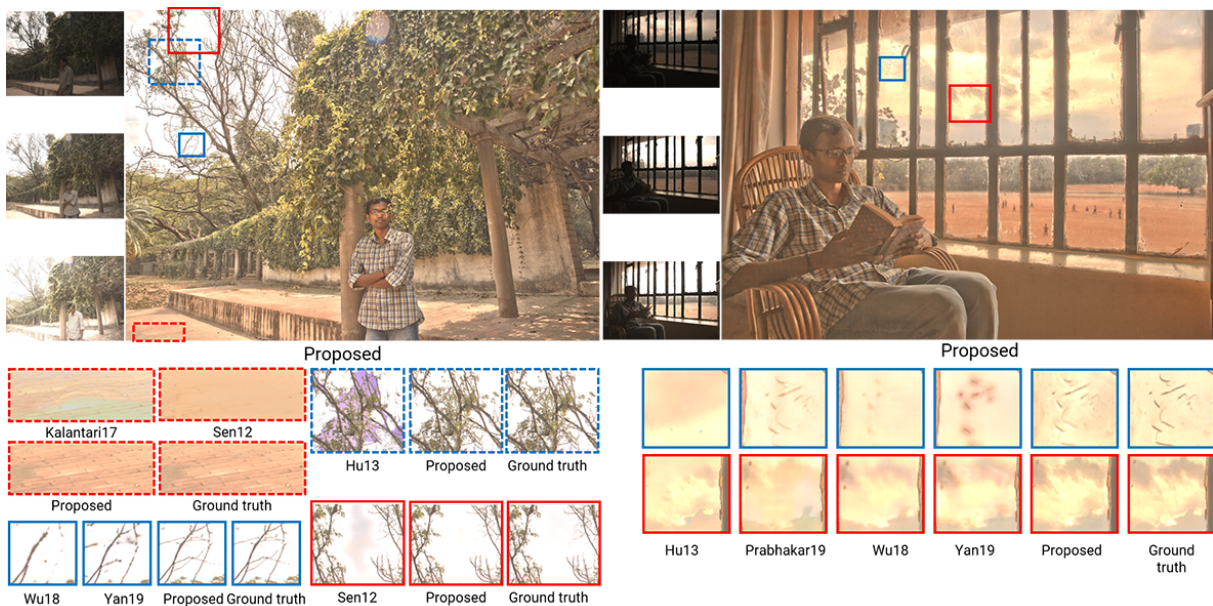 Proposed
Proposed
Kalantari17 Sen12
Proposed Ground truth
Hu13 Proposed Ground truth
Wu18 Yan19 Proposed Ground truth
Sen12 Proposed Ground truth
Hu13 Prabhakar19 Wu18 Yan19 Proposed Ground
truth